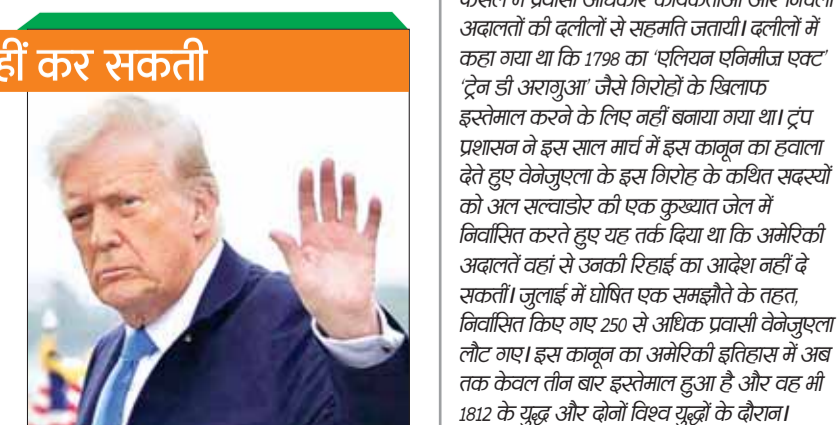 हीं कर सकती
अदालतों की दलीलों से सहमति जतायी। दलीलों में
कहा गया था कि 1798 का ‘एलियन एनिमीज एक्ट’
‘ट्रेन डी अरागुआ’ जैसे गिरोहों के खिलाफ
इस्तेमाल करने के लिए नहीं बनाया गया था। ट्रंप
प्रशासन ने इस साल मार्च में इस कानून का हवाला
देते हुए वेनेजुएला के इस गिरोह के कथित सदस्यों
को अल सल्वाडोर की एक कुख्यात जेल में
निर्वासित करते हुए यह तर्क दिया था कि अमेरिकी
अदालतें वहां से उनकी रिहाई का आदेश नहीं दे
सकतीं। जुलाई में घोषित एक समझौते के तहत,
निर्वासित किए गए 250 से अधिक प्रवासी वेनेजुएला
लौट गए। इस कानून का अमेरिकी इतिहास में अब
तक केवल तीन बार इस्तेमाल हुआ है और वह भी
1812 के युद्ध और दोनों विश्व युद्धों के दौरान।